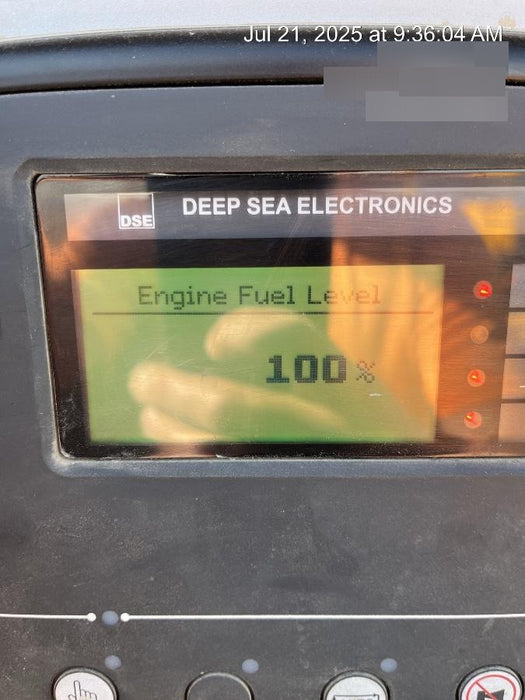 Jul 21, 2025 at 9:36:04 AM
DSE DEEP SEA ELECTRONICS
Engine Fuel Level
100 %